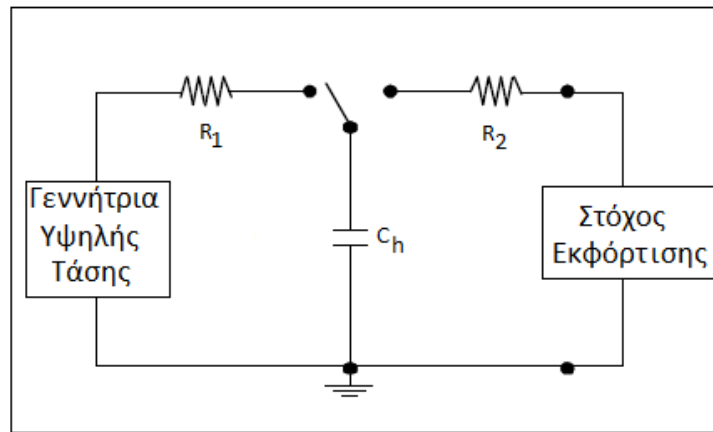 R1
R2
Γεννήτρια
Υψηλής
Τάσης
Ch
Στόχος
Εκφόρτισης